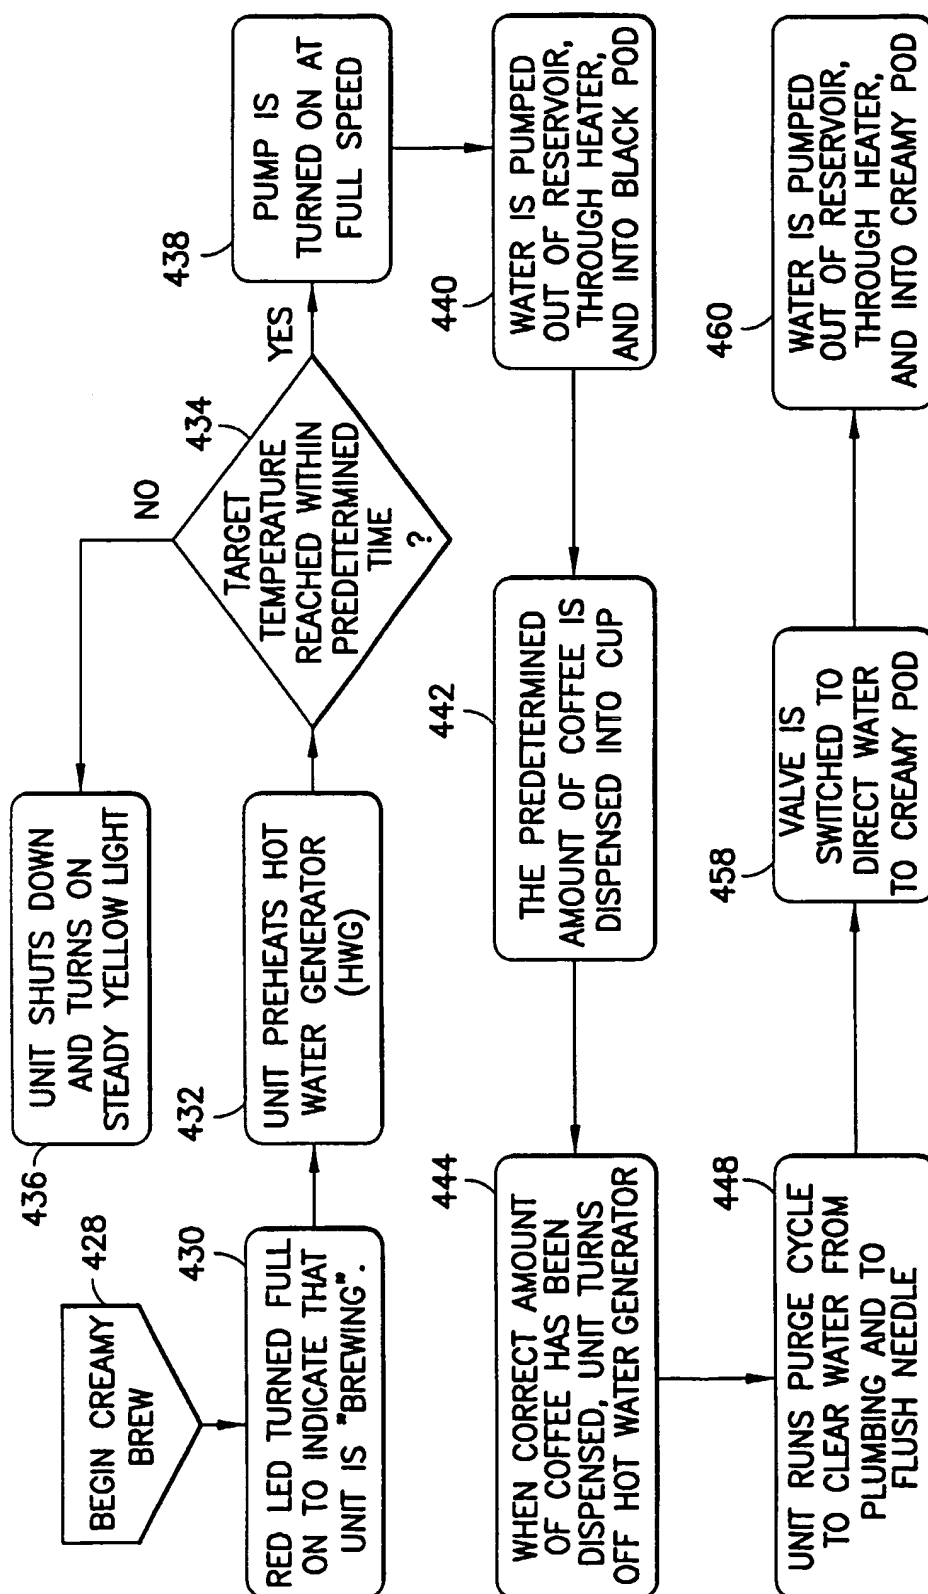 BEGIN CREAMY
BREW
428
RED LED TURNED FULL
ON TO INDICATE THAT
UNIT IS "BREWING".
430
UNIT PREHEATS HOT
WATER GENERATOR
(HWG)
432
TARGET
TEMPERATURE
REACHED WITHIN
PREDETERMINED
TIME
?
434
NO
UNIT SHUTS DOWN
AND TURNS ON
STEADY YELLOW LIGHT
436
YES
PUMP IS
TURNED ON AT
FULL SPEED
438
WATER IS PUMPED
OUT OF RESERVOIR,
THROUGH HEATER,
AND INTO BLACK POD
440
THE PREDETERMINED
AMOUNT OF COFFEE IS
DISPENSED INTO CUP
442
WHEN CORRECT AMOUNT
OF COFFEE HAS BEEN
DISPENSED, UNIT TURNS
OFF HOT WATER GENERATOR
444
UNIT RUNS PURGE CYCLE
TO CLEAR WATER FROM
PLUMBING AND TO
FLUSH NEEDLE
448
VALVE IS
SWITCHED TO
DIRECT WATER
TO CREAMY POD
458
WATER IS PUMPED
OUT OF RESERVOIR,
THROUGH HEATER,
AND INTO CREAMY POD
460